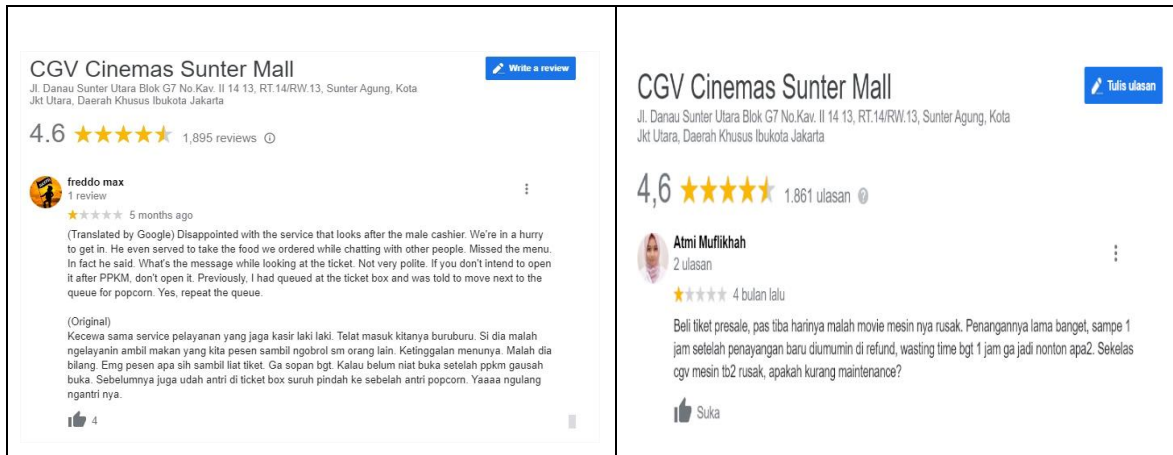 CGV Cinemas Sunter Mall
Write a review
Jl. Danau Sunter Utara Blok G7 No.Kav. II 14 13, RT.14/RW.13, Sunter Agung, Kota
Jkt Utara, Daerah Khusus Ibukota Jakarta
4.6 1,895 reviews
freddo max
1 review
5 months ago
(Translated by Google) Disappointed with the service that looks after the male cashier. We're in a hurry
to get in. He even served to take the food we ordered while chatting with other people. Missed the menu.
In fact he said. What's the message while looking at the ticket. Not very polite. If you don't intend to open
it after PPKM, don't open it. Previously, I had queued at the ticket box and was told to move next to the
queue for popcorn. Yes, repeat the queue.
(Original)
Kecewa sama service pelayanan yang jaga kasir laki laki. Telat masuk kitanya buruburu. Si dia malah
ngelayanin ambil makan yang kita pesen sambil ngobrol sm orang lain. Ketinggalan menunya. Malah dia
bilang. Emg pesen apa sih sambil liat tiket. Ga sopan bgt. Kalau belum niat buka setelah ppkm gausah
buka. Sebelumnya juga udah antri di ticket box suruh pindah ke sebelah antri popcorn. Yaaaa ngulang
ngantri nya.
4
CGV Cinemas Sunter Mall
Tulis ulasan
Jl. Danau Sunter Utara Blok G7 No.Kav. II 14 13, RT.14/RW.13, Sunter Agung, Kota
Jkt Utara, Daerah Khusus Ibukota Jakarta
4,6 1.861 ulasan
Atmi Muflikhah
2 ulasan
4 bulan lalu
Beli tiket presale, pas tiba harinya malah movie mesin nya rusak. Penangannya lama banget, sampe 1
jam setelah penayangan baru diumumin di refund, wasting time bgt 1 jam ga jadi nonton apa2. Sekelas
cgv mesin tb2 rusak, apakah kurang maintenance?
Suka